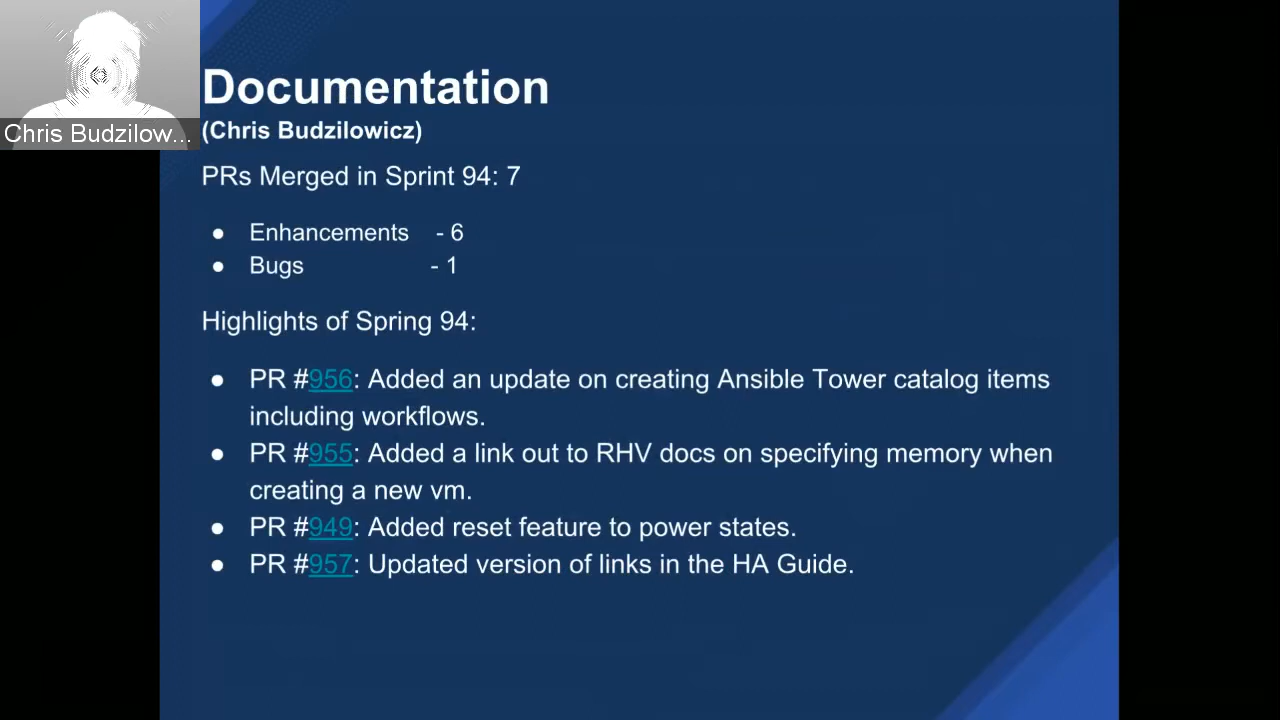 Documentation
Chris Budzilow...
(Chris Budzilowicz)
PRs Merged in Sprint 94: 7
● Enhancements - 6
● Bugs - 1
Highlights of Spring 94:
● PR #956: Added an update on creating Ansible Tower catalog items
including workflows.
● PR #955: Added a link out to RHV docs on specifying memory when
creating a new vm.
● PR #949: Added reset feature to power states.
● PR #957: Updated version of links in the HA Guide.